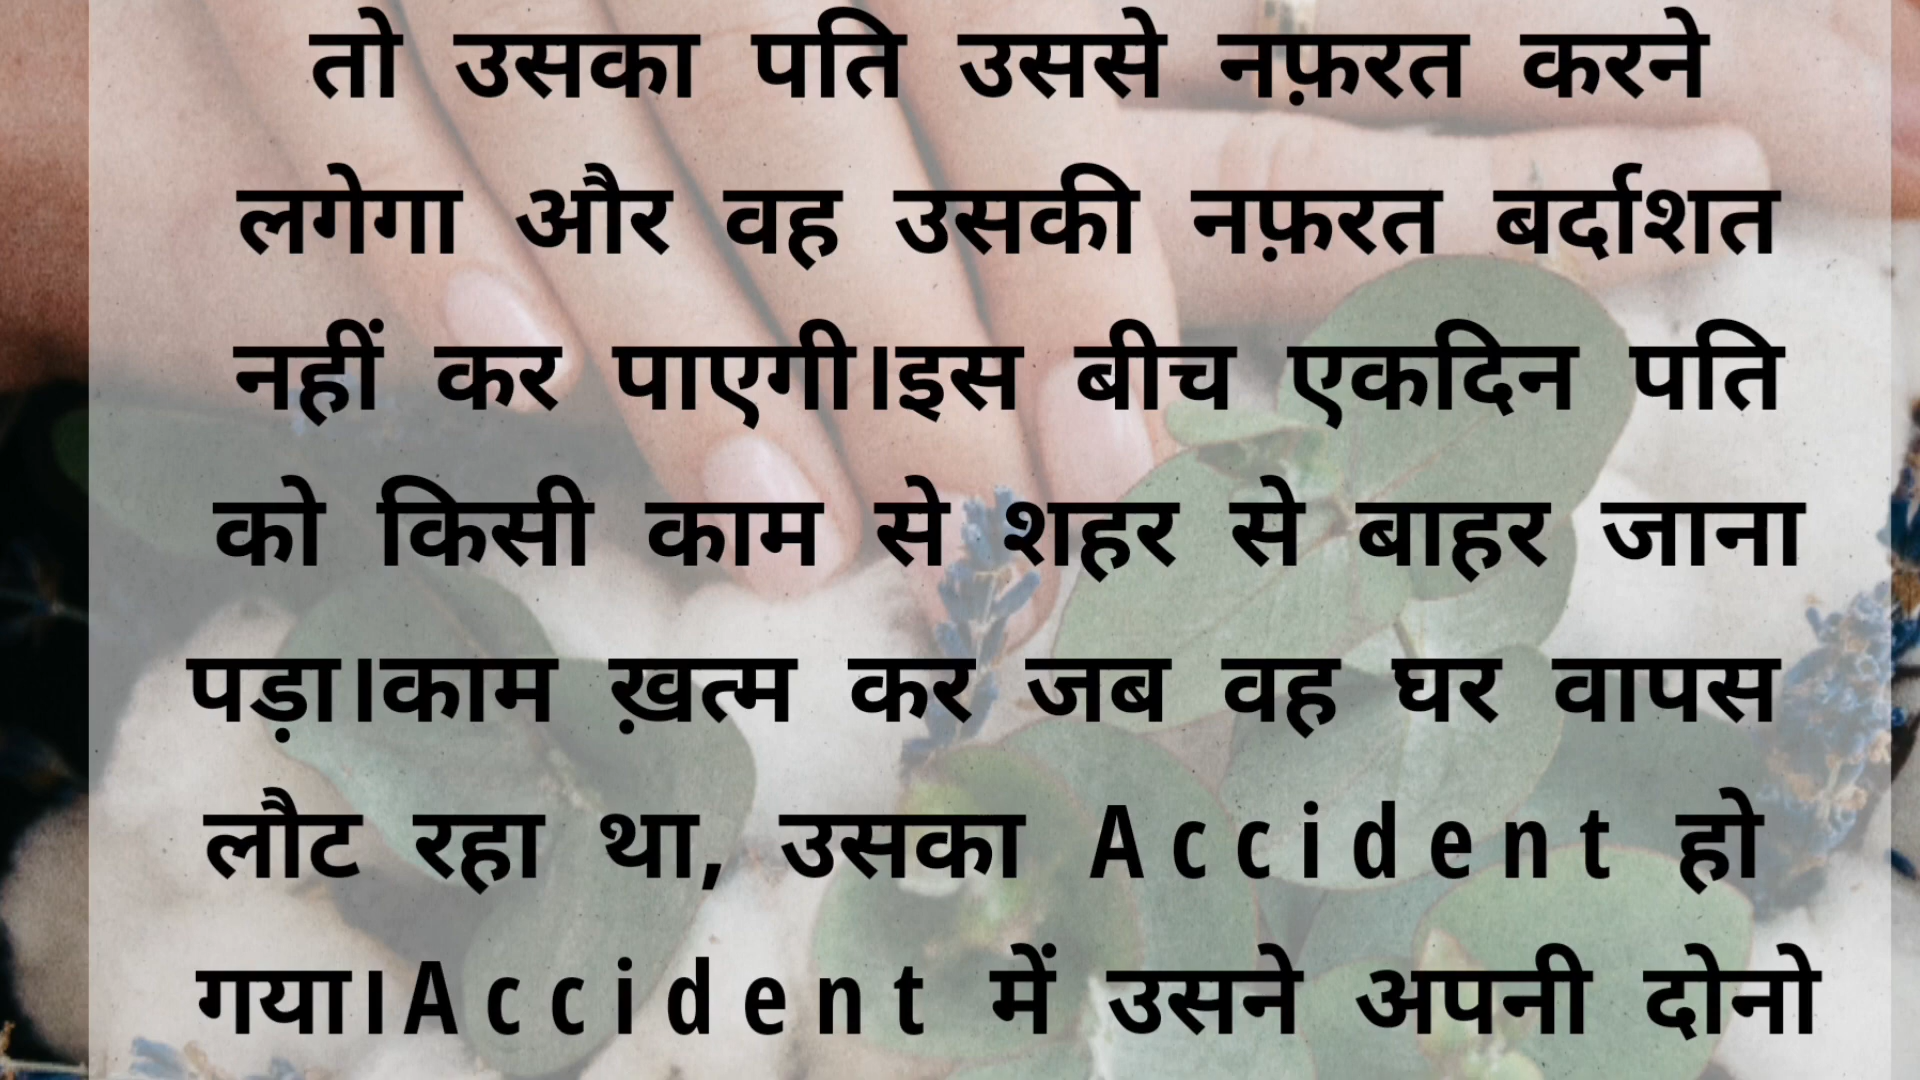 तो उसका पति उससे नफ़रत करने
लगेगा और वह उसकी नफ़रत बर्दाशत
नहीं कर पाएगी।इस बीच एकदिन पति
को किसी काम से शहर से बाहर जाना
पड़ा।काम ख़त्म कर जब वह घर वापस
लौट रहा था, उसका Accident हो
गया।Accident में उसने अपनी दोनो